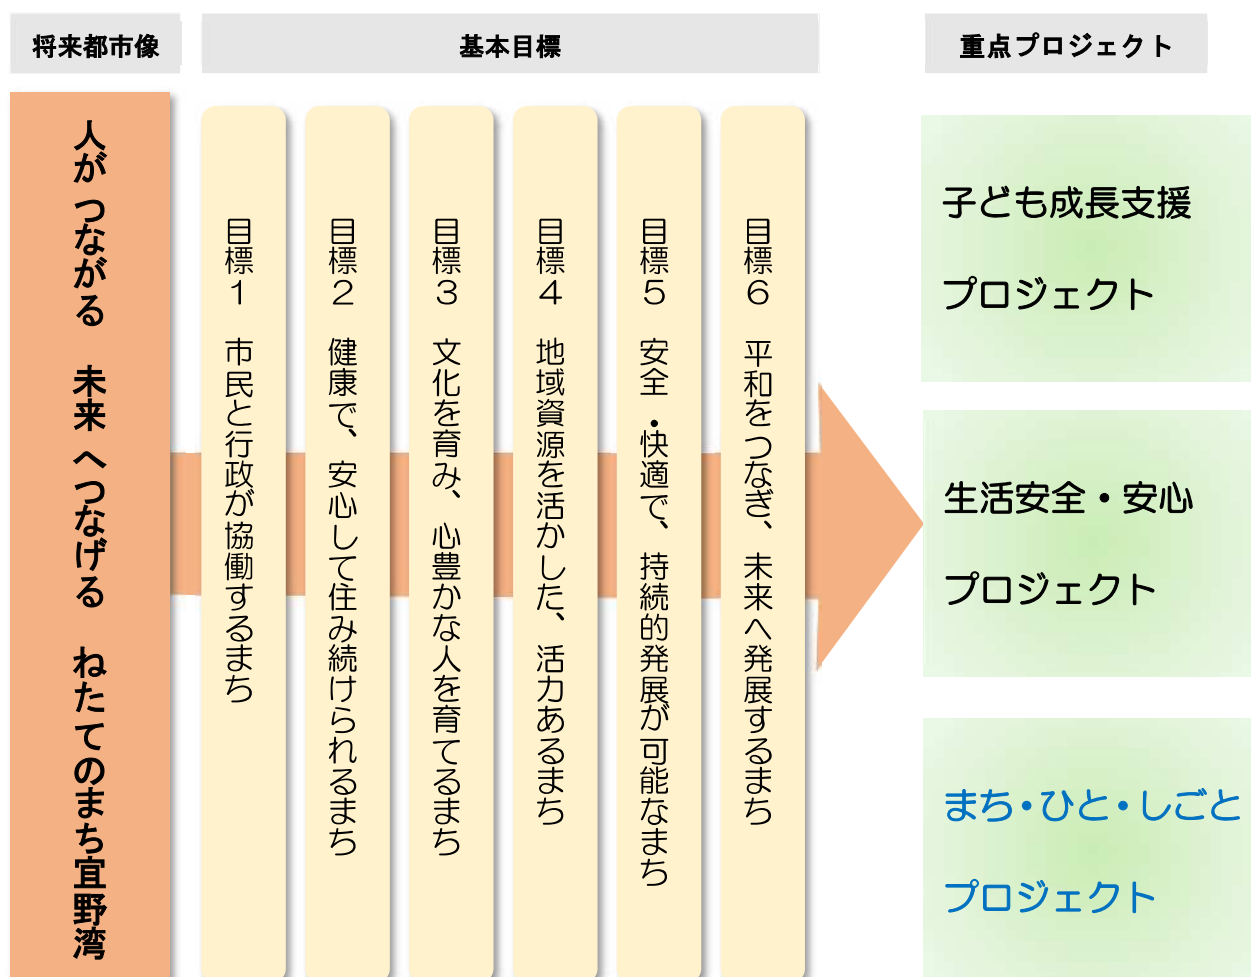 将来都市像
基本目標
重点プロジェクト
人が つながる 未来 へつなげる ねたてのまち宜野湾
目標1 市民と行政が協働するまち
目標2 健康で、安心して住み続けられるまち
目標3 文化を育み、心豊かな人を育てるまち
目標4 地域資源を活かした、活力あるまち
目標5 安全・快適で、持続的発展が可能なまち
目標6 平和をつなぎ、未来へ発展するまち
子ども成長支援
プロジェクト
生活安全・安心
プロジェクト
まち・ひと・しごと
プロジェクト